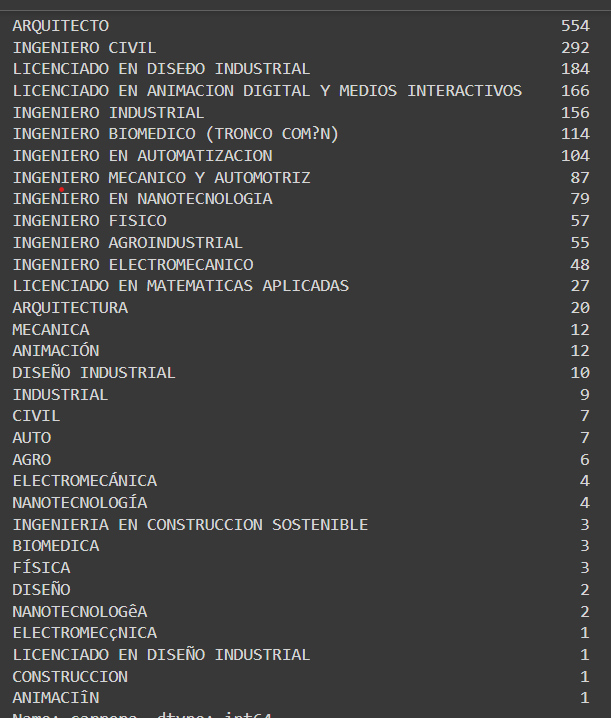 ARQUITECTO 554
INGENIERO CIVIL 292
LICENCIADO EN DISEÐO INDUSTRIAL 184
LICENCIADO EN ANIMACION DIGITAL Y MEDIOS INTERACTIVOS 166
INGENIERO INDUSTRIAL 156
INGENIERO BIOMEDICO (TRONCO COM?N) 114
INGENIERO EN AUTOMATIZACION 104
INGENIERO MECANICO Y AUTOMOTRIZ 87
INGENIERO EN NANOTECNOLOGIA 79
INGENIERO FISICO 57
INGENIERO AGROINDUSTRIAL 55
INGENIERO ELECTROMECANICO 48
LICENCIADO EN MATEMATICAS APLICADAS 27
ARQUITECTURA 20
MECANICA 12
ANIMACIÓN 12
DISEÑO INDUSTRIAL 10
INDUSTRIAL 9
CIVIL 7
AUTO 7
AGRO 6
ELECTROMECÁNICA 4
NANOTECNOLOGÍA 4
INGENIERIA EN CONSTRUCCION SOSTENIBLE 3
BIOMEDICA 3
FÍSICA 3
DISEÑO 2
NANOTECNOLOGêA 2
ELECTROMECçNICA 1
LICENCIADO EN DISEÑO INDUSTRIAL 1
CONSTRUCCION 1
ANIMACIîN 1
Name: carrera, dtype: int64